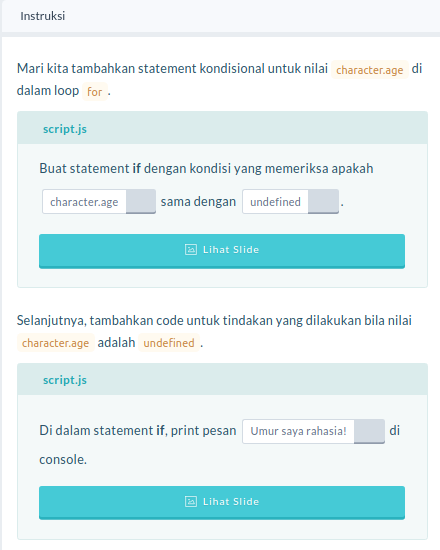 Instruksi
Mari kita tambahkan statement kondisional untuk nilai character.age di
dalam loop for .
script.js
Buat statement if dengan kondisi yang memeriksa apakah
character.age sama dengan undefined .
Lihat Slide
Selanjutnya, tambahkan code untuk tindakan yang dilakukan bila nilai
character.age adalah undefined .
script.js
Di dalam statement if, print pesan Umur saya rahasia! di
console.
Lihat Slide